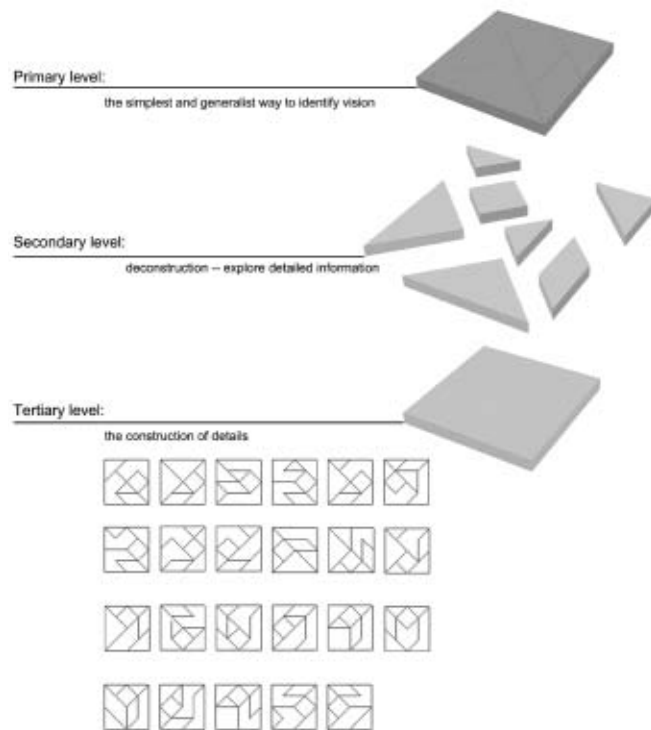 Primary level:
the simplest and generalist way to identify vision
Secondary level:
deconstruction -- explore detailed information
Tertiary level:
the construction of details